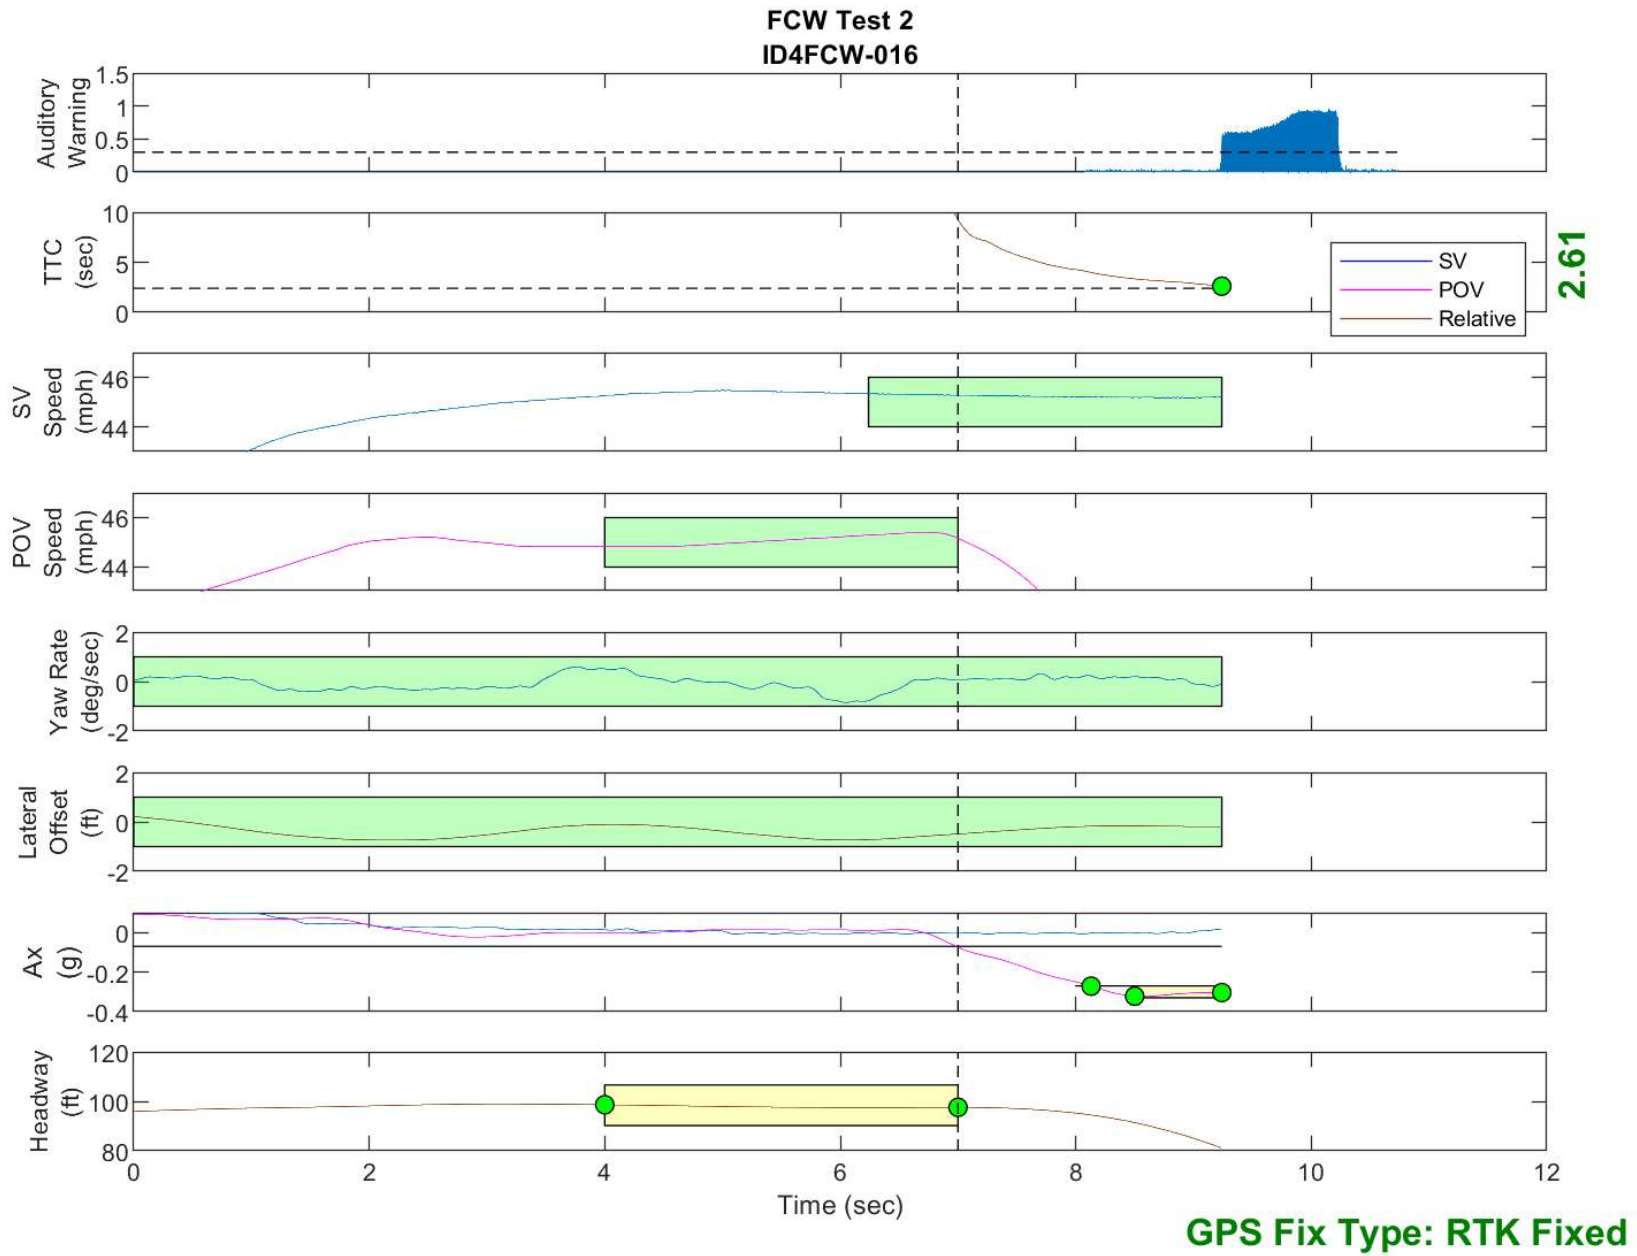 FCW Test 2
ID4FCW-016
Auditory
Warning
1.5
1
0.5
0
TTC
(sec)
10
5
0
SV
POV
Relative
2.61
SV
Speed
(mph)
46
44
POV
Speed
(mph)
46
44
Yaw Rate
(deg/sec)
2
0
-2
Lateral
Offset
(ft)
2
0
-2
Ax
(g)
0
-0.2
-0.4
Headway
(ft)
120
100
80
0 2 4 6 8 10 12
Time (sec)
GPS Fix Type: RTK Fixed